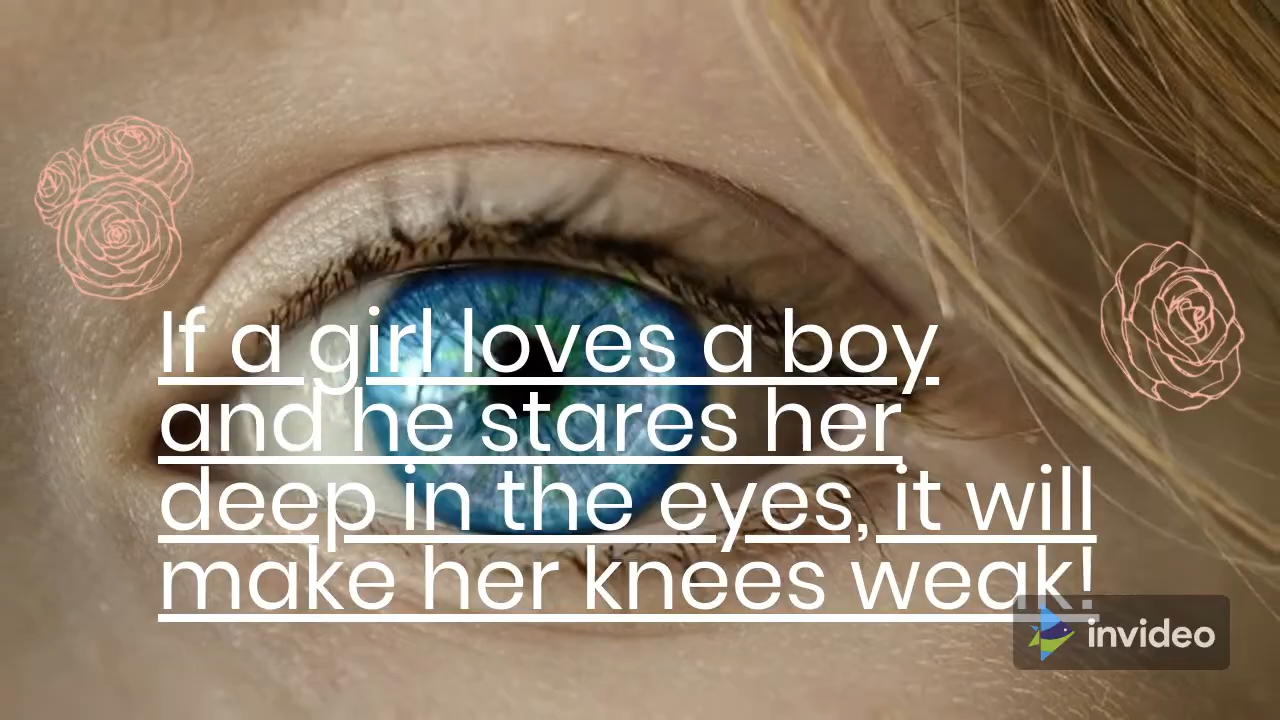 If a girl loves a boy
and he stares her
deep in the eyes, it will
make her knees weak!
invideo